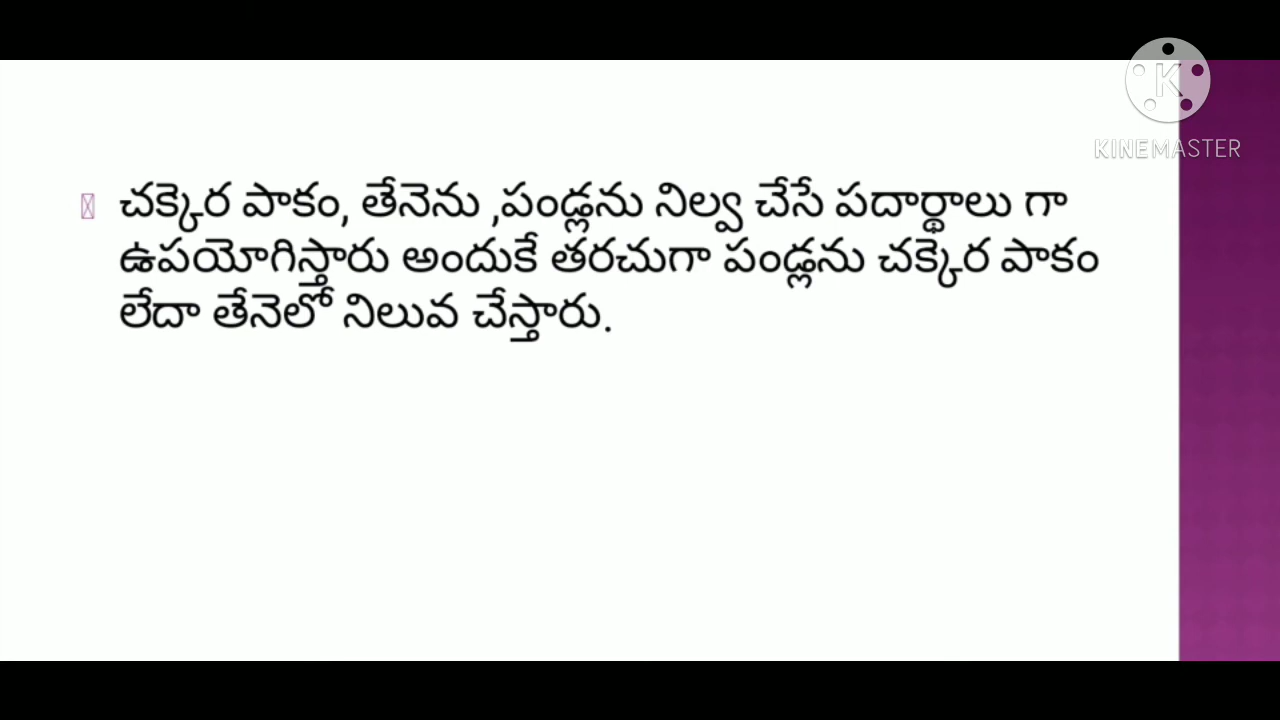 KINEMASTER
చక్కెర పాకం, తేనెను ,పండ్లను నిల్వ చేసే పదార్థాలు గా
ఉపయోగిస్తారు అందుకే తరచుగా పండ్లను చక్కెర పాకం
లేదా తేనెలో నిలువ చేస్తారు.